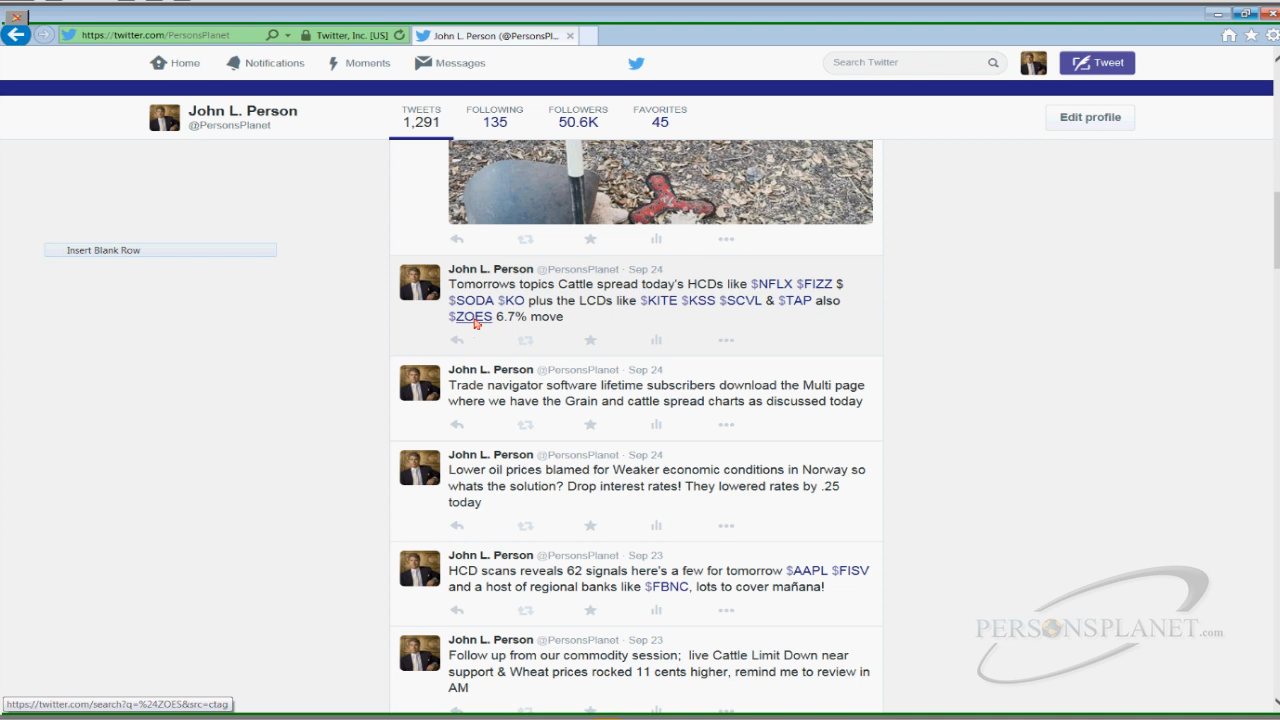 https://twitter.com/PersonsPlanet
Twitter, Inc. [US]
John L. Person (@PersonsPl...
Home
Notifications
Moments
Messages
Search Twitter
Tweet
John L. Person
@PersonsPlanet
TWEETS
1,291
FOLLOWING
135
FOLLOWERS
50.6K
FAVORITES
45
Edit profile
Insert Blank Row
John L. Person @PersonsPlanet · Sep 24
Tomorrows topics Cattle spread today's HCDs like $NFLX $FIZZ $
$SODA $KO plus the LCDs like $KITE $KSS $SCVL & $TAP also
$ZOES 6.7% move
John L. Person @PersonsPlanet · Sep 24
Trade navigator software lifetime subscribers download the Multi page
where we have the Grain and cattle spread charts as discussed today
John L. Person @PersonsPlanet · Sep 24
Lower oil prices blamed for Weaker economic conditions in Norway so
whats the solution? Drop interest rates! They lowered rates by .25
today
John L. Person @PersonsPlanet · Sep 23
HCD scans reveals 62 signals here's a few for tomorrow $AAPL $FISV
and a host of regional banks like $FBNC, lots to cover mañana!
John L. Person @PersonsPlanet · Sep 23
Follow up from our commodity session; live Cattle Limit Down near
support & Wheat prices rocked 11 cents higher, remind me to review in
AM
PERSONSPLANET.com
https://twitter.com/search?q=%24ZOES&src=ctag